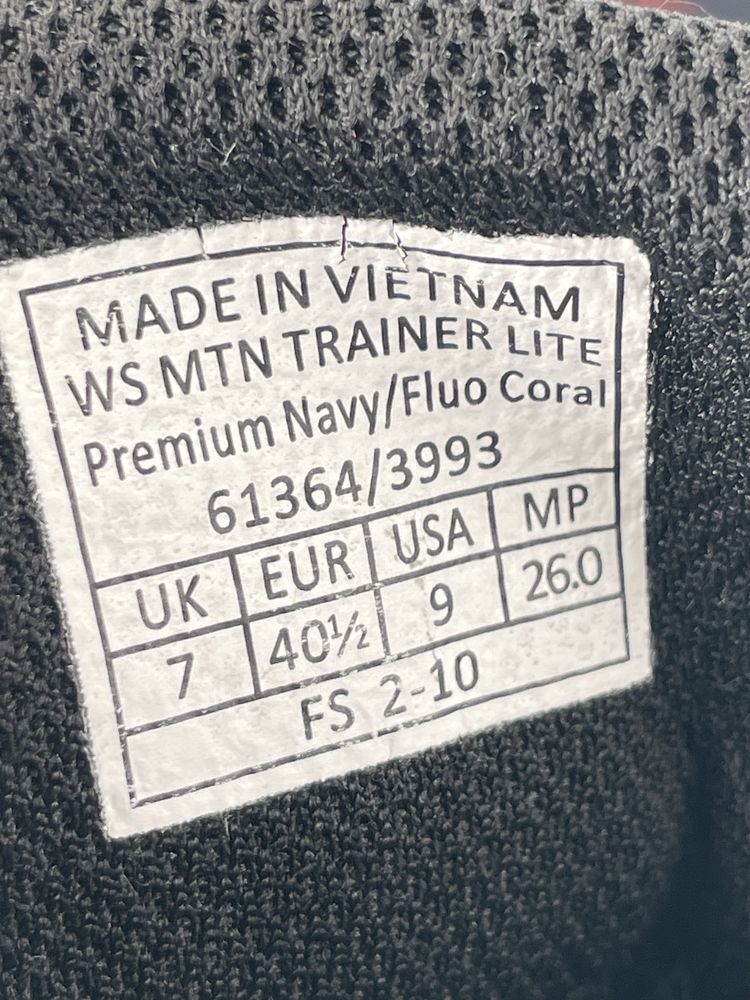 MADE IN VIETNAM
WS MTN TRAINER LITE
Premium Navy/Fluo Coral
61364/3993
UK EUR USA MP
7 40½ 9 26.0
FS 2-10